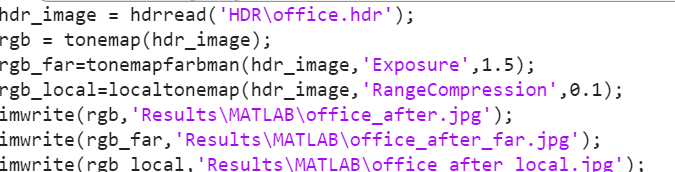 hdr_image = hdrread('HDR\office.hdr');
rgb = tonemap(hdr_image);
rgb_far=tonemapfarbman(hdr_image,'Exposure',1.5);
rgb_local=localtonemap(hdr_image,'RangeCompression',0.1);
imwrite(rgb,'Results\MATLAB\office_after.jpg');
imwrite(rgb_far,'Results\MATLAB\office_after_far.jpg');
imwrite(rgb_local,'Results\MATLAB\office_after_local.jpg');